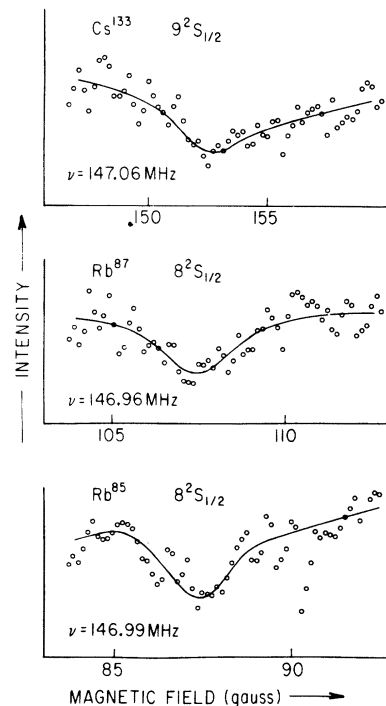 Cs¹³³ 9²S₁/₂
ν = 147.06 MHz
150 155
Rb⁸⁷ 8²S₁/₂
ν = 146.96 MHz
105 110
Rb⁸⁵ 8²S₁/₂
ν = 146.99 MHz
85 90
INTENSITY
MAGNETIC FIELD (gauss)